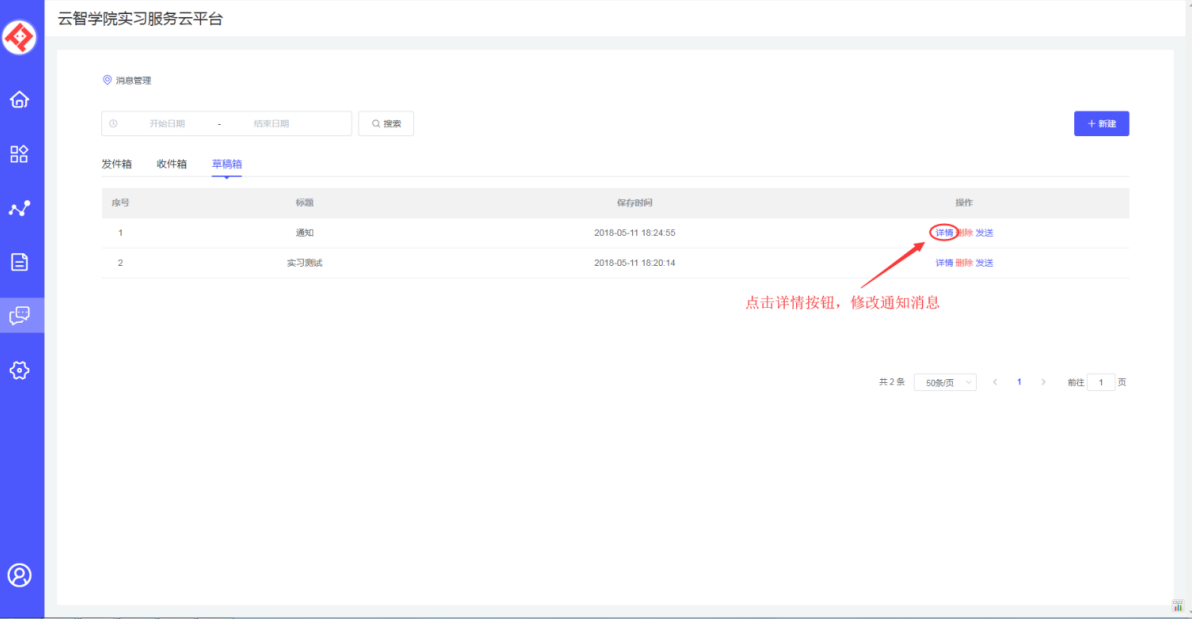 云智学院实习服务云平台
消息管理
开始日期 - 结束日期 搜索 + 新建
发件箱 收件箱 草稿箱
序号 标题 保存时间 操作
1 通知 2018-05-11 18:24:55 详情 删除 发送
2 实习测试 2018-05-11 18:20:14 详情 删除 发送
点击详情按钮，修改通知消息
共 2 条 50条/页 < 1 > 前往 1 页